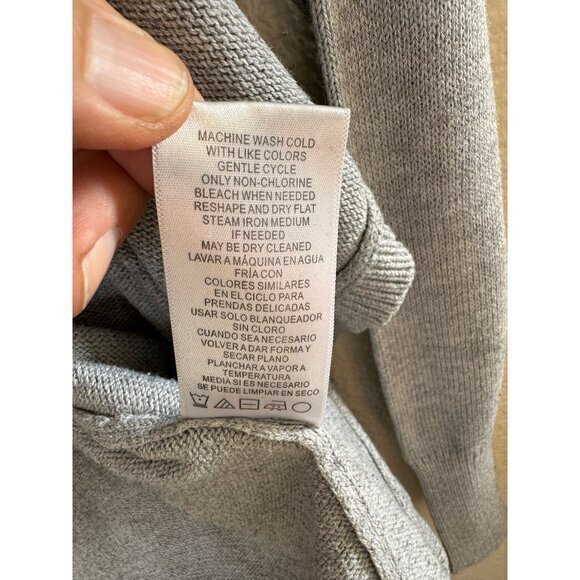 MACHINE WASH COLD
WITH LIKE COLORS
GENTLE CYCLE
ONLY NON-CHLORINE
BLEACH WHEN NEEDED
RESHAPE AND DRY FLAT
STEAM IRON MEDIUM
IF NEEDED
MAY BE DRY CLEANED
LAVAR A MÁQUINA EN AGUA
FRÍA CON
COLORES SIMILARES
EN EL CICLO PARA
PRENDAS DELICADAS
USAR SOLO BLANQUEADOR
SIN CLORO
CUANDO SEA NECESARIO
VOLVER A DAR FORMA Y
SECAR PLANO
PLANCHAR A VAPOR A
TEMPERATURA
MEDIA SI ES NECESARIO
SE PUEDE LIMPIAR EN SECO